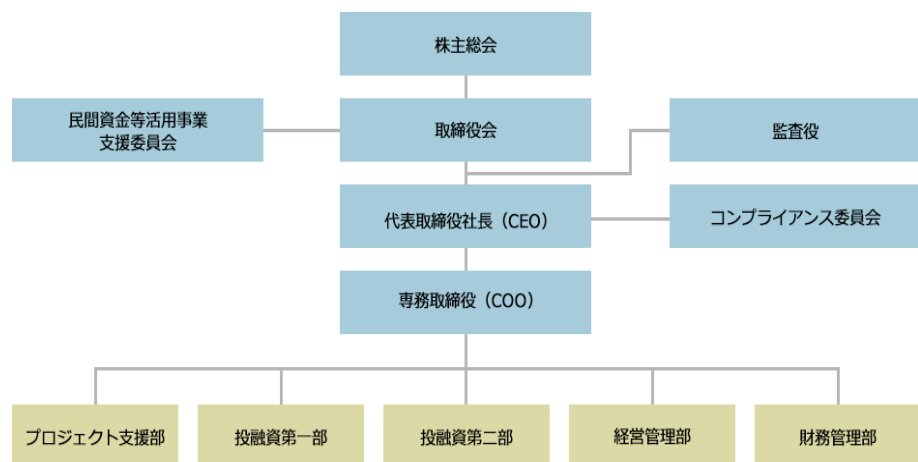 株主総会
民間資金等活用事業
支援委員会
取締役会
監査役
代表取締役社長（CEO）
コンプライアンス委員会
専務取締役（COO）
プロジェクト支援部
投融資第一部
投融資第二部
経営管理部
財務管理部